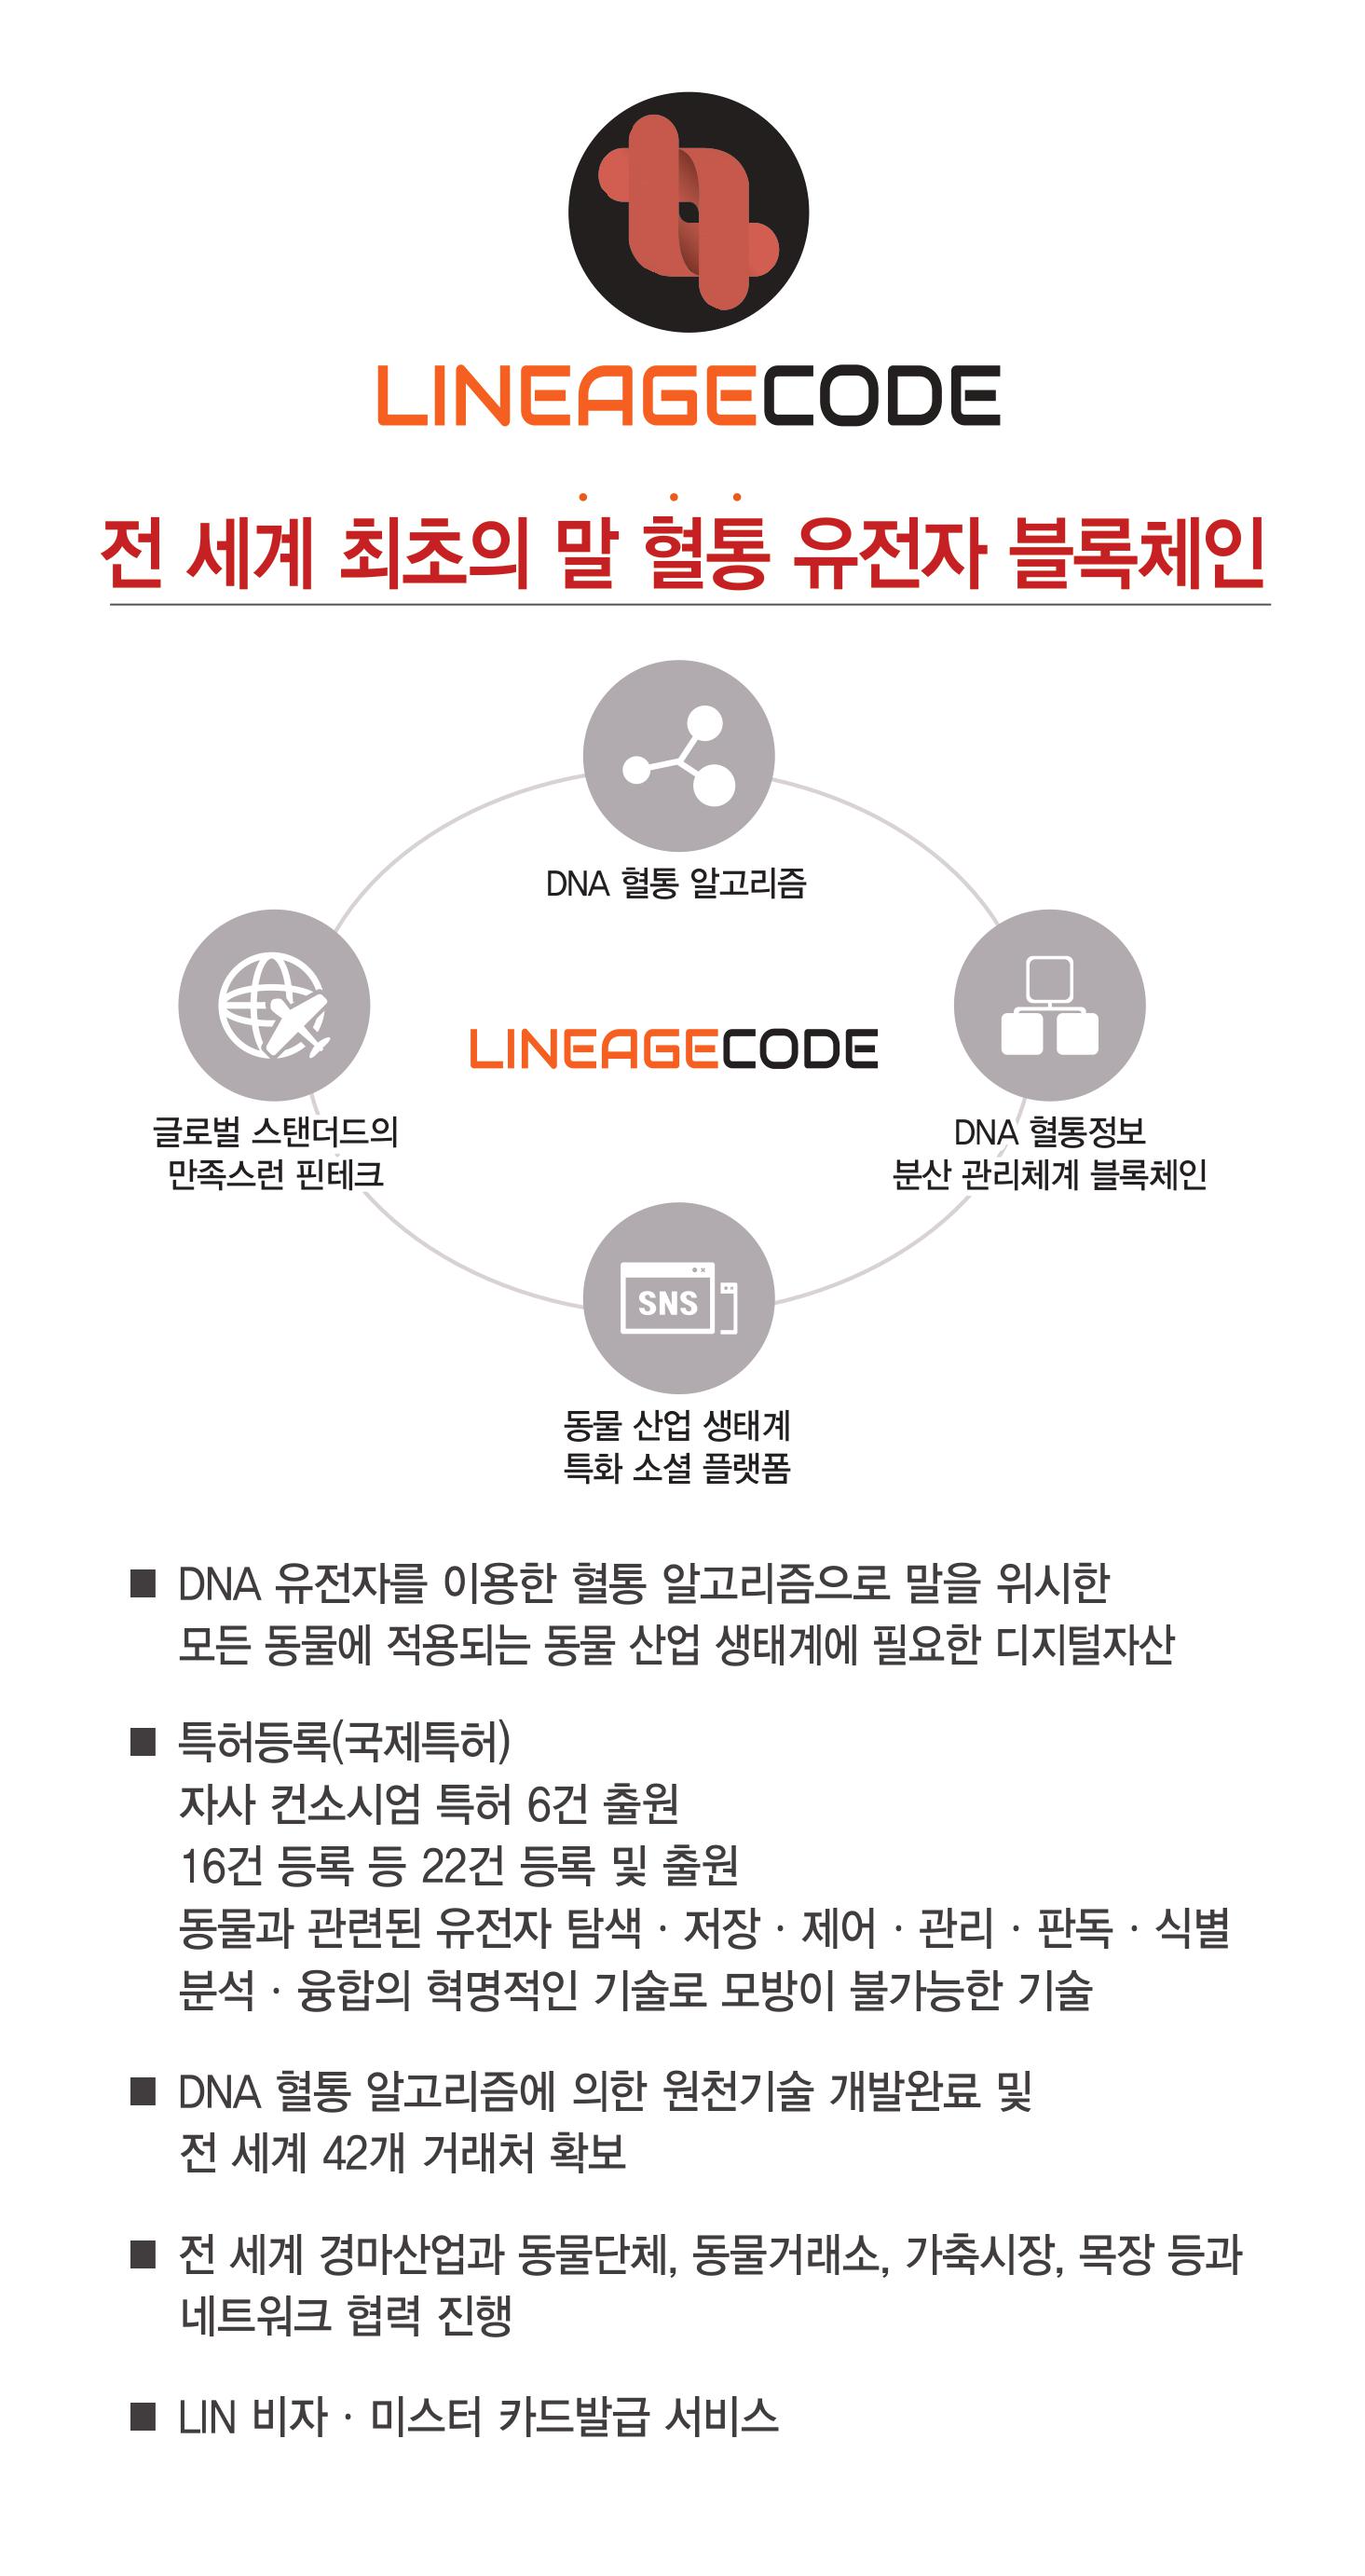 LINEAGECODE
전 세계 최초의 말 혈통 유전자 블록체인
DNA 혈통 알고리즘
LINEAGECODE
글로벌 스탠더드의
만족스런 핀테크
DNA 혈통정보
분산 관리체계 블록체인
SNS
동물 산업 생태계
특화 소셜 플랫폼
■ DNA 유전자를 이용한 혈통 알고리즘으로 말을 위시한
모든 동물에 적용되는 동물 산업 생태계에 필요한 디지털자산
■ 특허등록(국제특허)
자사 컨소시엄 특허 6건 출원
16건 등록 등 22건 등록 및 출원
동물과 관련된 유전자 탐색 · 저장 · 제어 · 관리 · 판독 · 식별
분석 · 융합의 혁명적인 기술로 모방이 불가능한 기술
■ DNA 혈통 알고리즘에 의한 원천기술 개발완료 및
전 세계 42개 거래처 확보
■ 전 세계 경마산업과 동물단체, 동물거래소, 가축시장, 목장 등과
네트워크 협력 진행
■ LIN 비자 · 미스터 카드발급 서비스